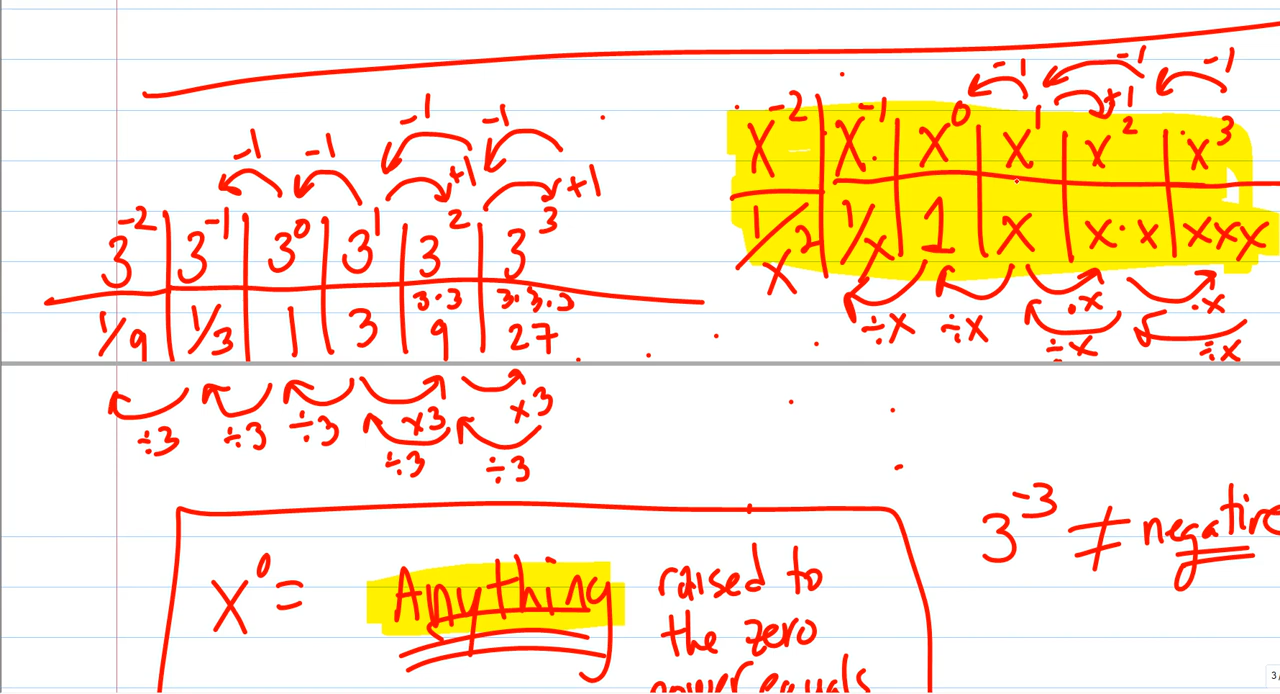 -1 -1 -1 -1
+1 +1
3⁻² | 3⁻¹ | 3⁰ | 3¹ | 3² | 3³
3·3 3·3·3
1/9 | 1/3 | 1 | 3 | 9 | 27
÷3 ÷3 ÷3 x3 x3
÷3 ÷3
-1 -1 -1
+1
x⁻² | x⁻¹ | x⁰ | x¹ | x² | x³
1/x² | 1/x | 1 | x | x·x | xxx
÷x ÷x ·x ·x
÷x ÷x
3⁻³ ≠ negative
x⁰ = Anything raised to
the zero
power equals
3/